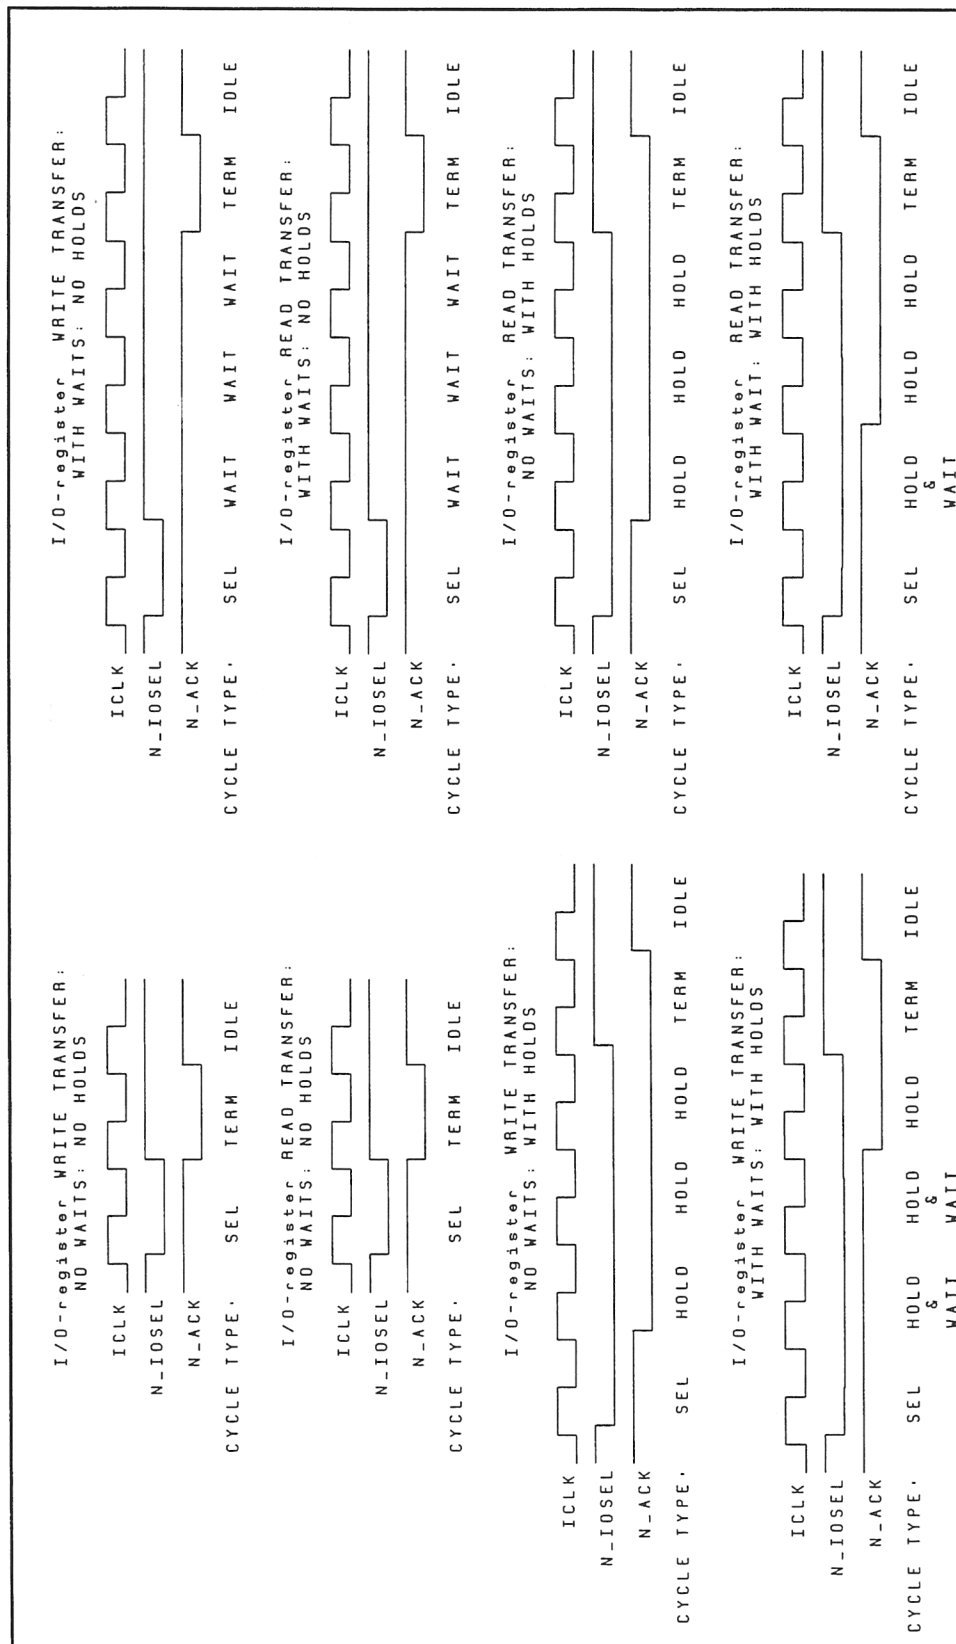 I/O-register WRITE TRANSFER:
NO WAITS: NO HOLDS
ICLK
N_IOSEL
N_ACK
CYCLE TYPE. SEL TERM IDLE
I/O-register READ TRANSFER:
NO WAITS: NO HOLDS
ICLK
N_IOSEL
N_ACK
CYCLE TYPE. SEL TERM IDLE
I/O-register WRITE TRANSFER:
NO WAITS: WITH HOLDS
ICLK
N_IOSEL
N_ACK
CYCLE TYPE. SEL HOLD HOLD HOLD TERM IDLE
I/O-register WRITE TRANSFER:
WITH WAITS: WITH HOLDS
ICLK
N_IOSEL
N_ACK
CYCLE TYPE. SEL HOLD HOLD HOLD TERM IDLE
& &
WAIT WAIT
I/O-register WRITE TRANSFER:
WITH WAITS: NO HOLDS
ICLK
N_IOSEL
N_ACK
CYCLE TYPE. SEL WAIT WAIT WAIT TERM IDLE
I/O-register READ TRANSFER:
WITH WAITS: NO HOLDS
ICLK
N_IOSEL
N_ACK
CYCLE TYPE. SEL WAIT WAIT WAIT TERM IDLE
I/O-register READ TRANSFER:
NO WAITS: WITH HOLDS
ICLK
N_IOSEL
N_ACK
CYCLE TYPE. SEL HOLD HOLD HOLD TERM IDLE
I/O-register READ TRANSFER:
WITH WAIT: WITH HOLDS
ICLK
N_IOSEL
N_ACK
CYCLE TYPE. SEL HOLD HOLD HOLD TERM IDLE
&
WAIT